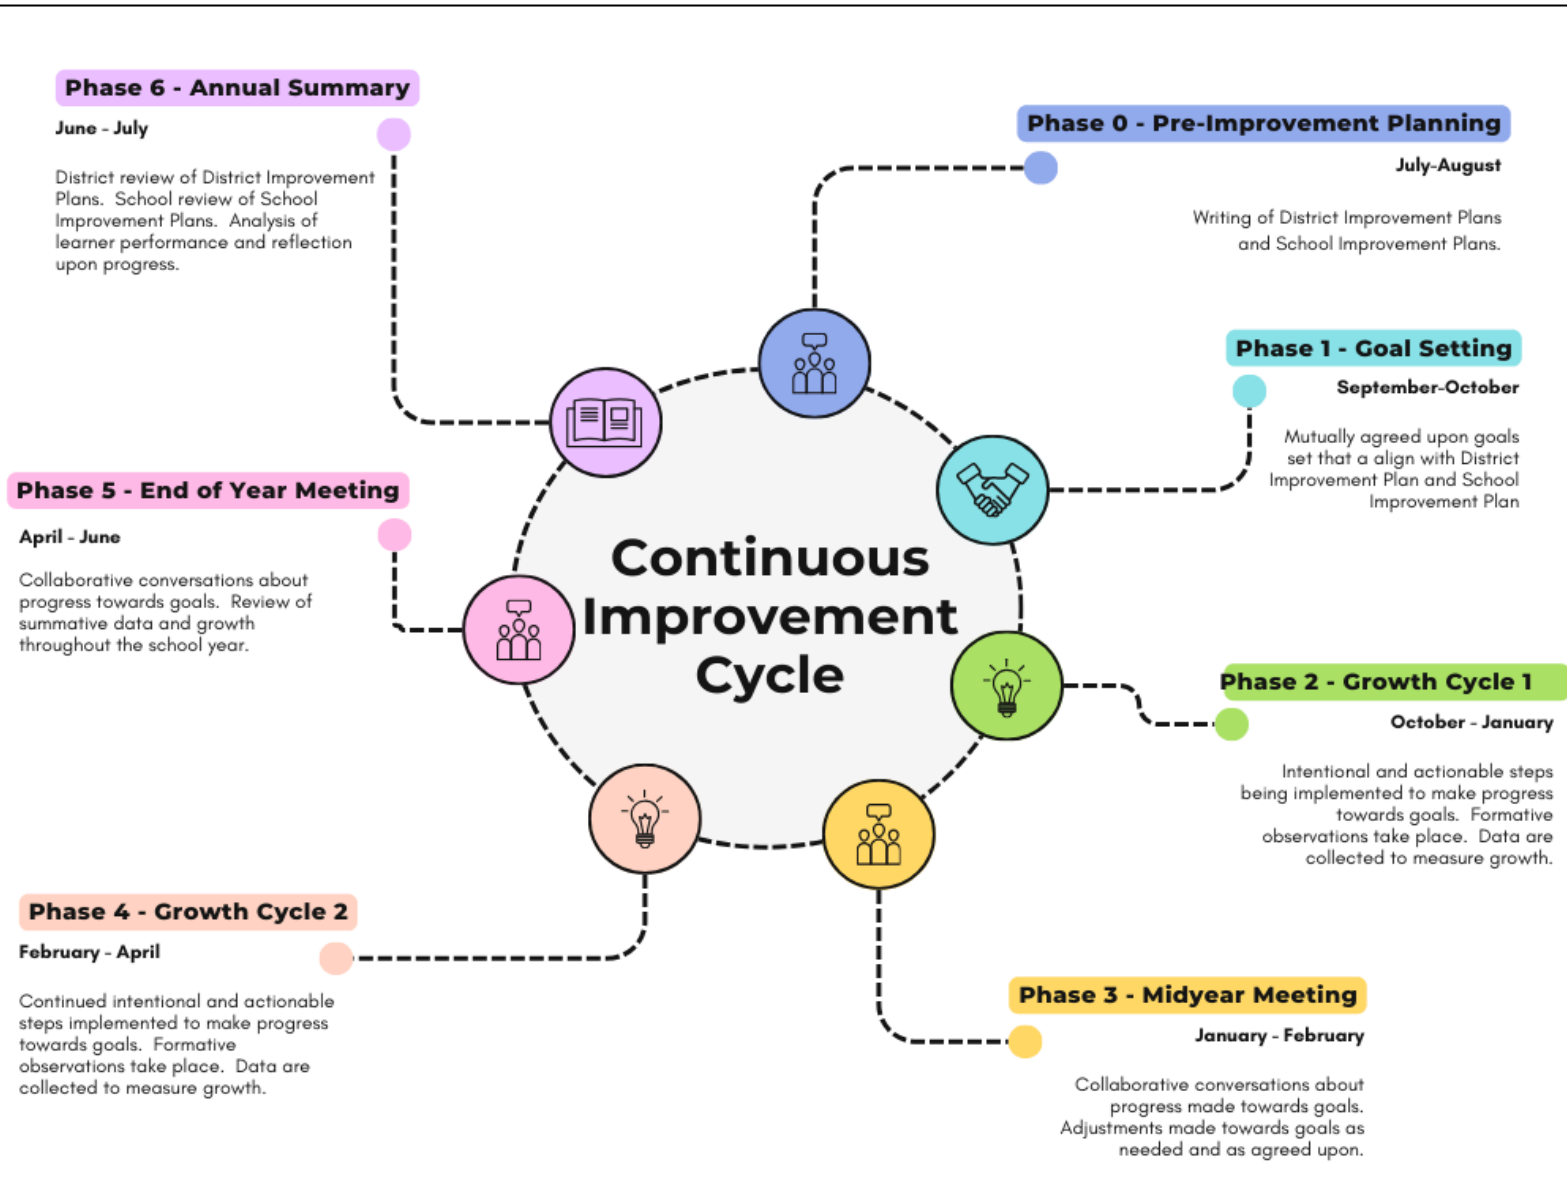 Phase 6 - Annual Summary
June - July
District review of District Improvement
Plans. School review of School
Improvement Plans. Analysis of
learner performance and reflection
upon progress.
Phase 0 - Pre-Improvement Planning
July-August
Writing of District Improvement Plans
and School Improvement Plans.
Phase 1 - Goal Setting
September-October
Mutually agreed upon goals
set that a align with District
Improvement Plan and School
Improvement Plan
Phase 5 - End of Year Meeting
April - June
Collaborative conversations about
progress towards goals. Review of
summative data and growth
throughout the school year.
Continuous
Improvement
Cycle
Phase 2 - Growth Cycle 1
October - January
Intentional and actionable steps
being implemented to make progress
towards goals. Formative
observations take place. Data are
collected to measure growth.
Phase 4 - Growth Cycle 2
February - April
Continued intentional and actionable
steps implemented to make progress
towards goals. Formative
observations take place. Data are
collected to measure growth.
Phase 3 - Midyear Meeting
January - February
Collaborative conversations about
progress made towards goals.
Adjustments made towards goals as
needed and as agreed upon.